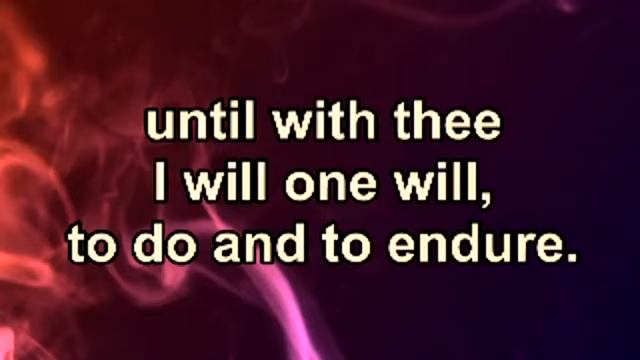 until with thee
I will one will,
to do and to endure.